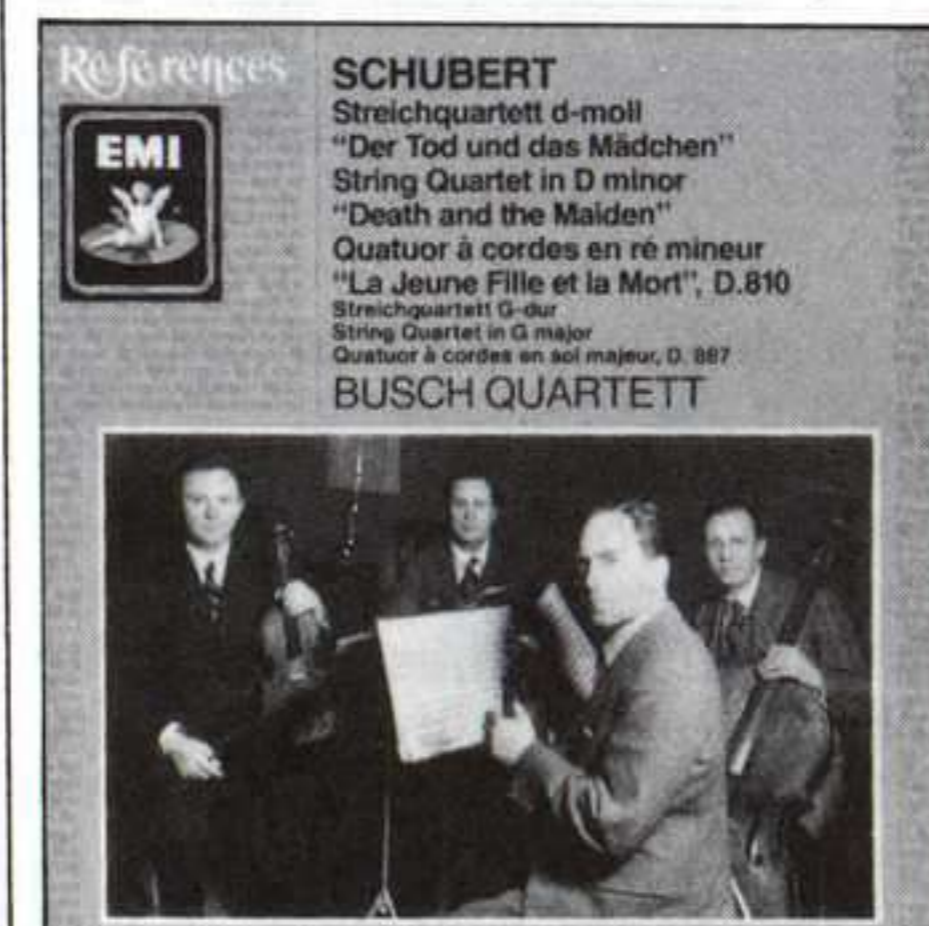 Références
EMI
SCHUBERT
Streichquartett d-moll
"Der Tod und das Mädchen"
String Quartet in D minor
"Death and the Maiden"
Quatuor à cordes en ré mineur
"La Jeune Fille et la Mort", D.810
Streichquartett G-dur
String Quartet in G major
Quatuor à cordes en sol majeur, D. 887
BUSCH QUARTETT